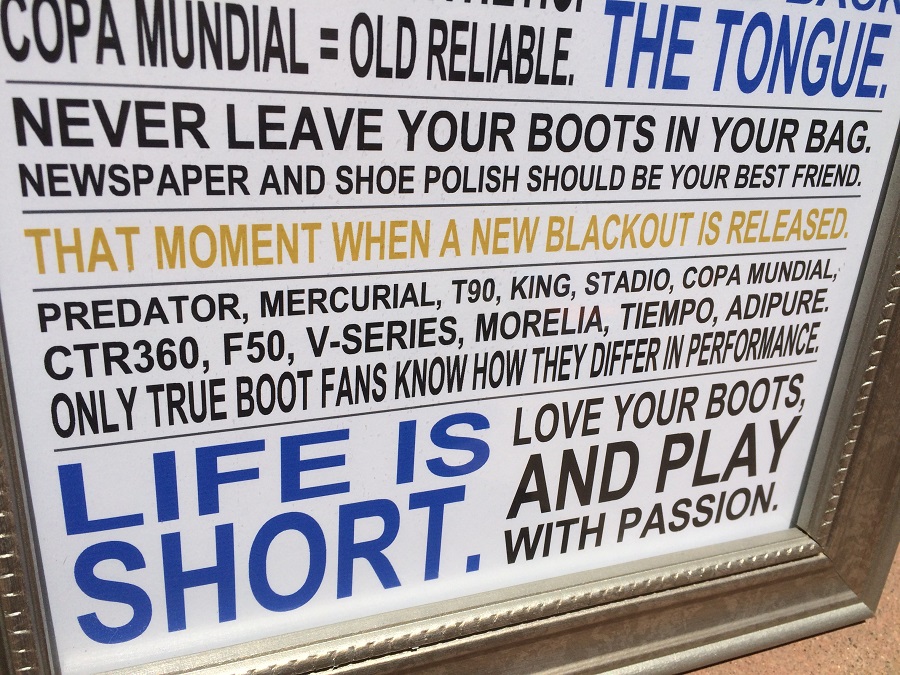 COPA MUNDIAL = OLD RELIABLE.
THE TONGUE.
NEVER LEAVE YOUR BOOTS IN YOUR BAG.
NEWSPAPER AND SHOE POLISH SHOULD BE YOUR BEST FRIEND.
THAT MOMENT WHEN A NEW BLACKOUT IS RELEASED.
PREDATOR, MERCURIAL, T90, KING, STADIO, COPA MUNDIAL,
CTR360, F50, V-SERIES, MORELIA, TIEMPO, ADIPURE.
ONLY TRUE BOOT FANS KNOW HOW THEY DIFFER IN PERFORMANCE.
LIFE IS
SHORT.
LOVE YOUR BOOTS,
AND PLAY
WITH PASSION.